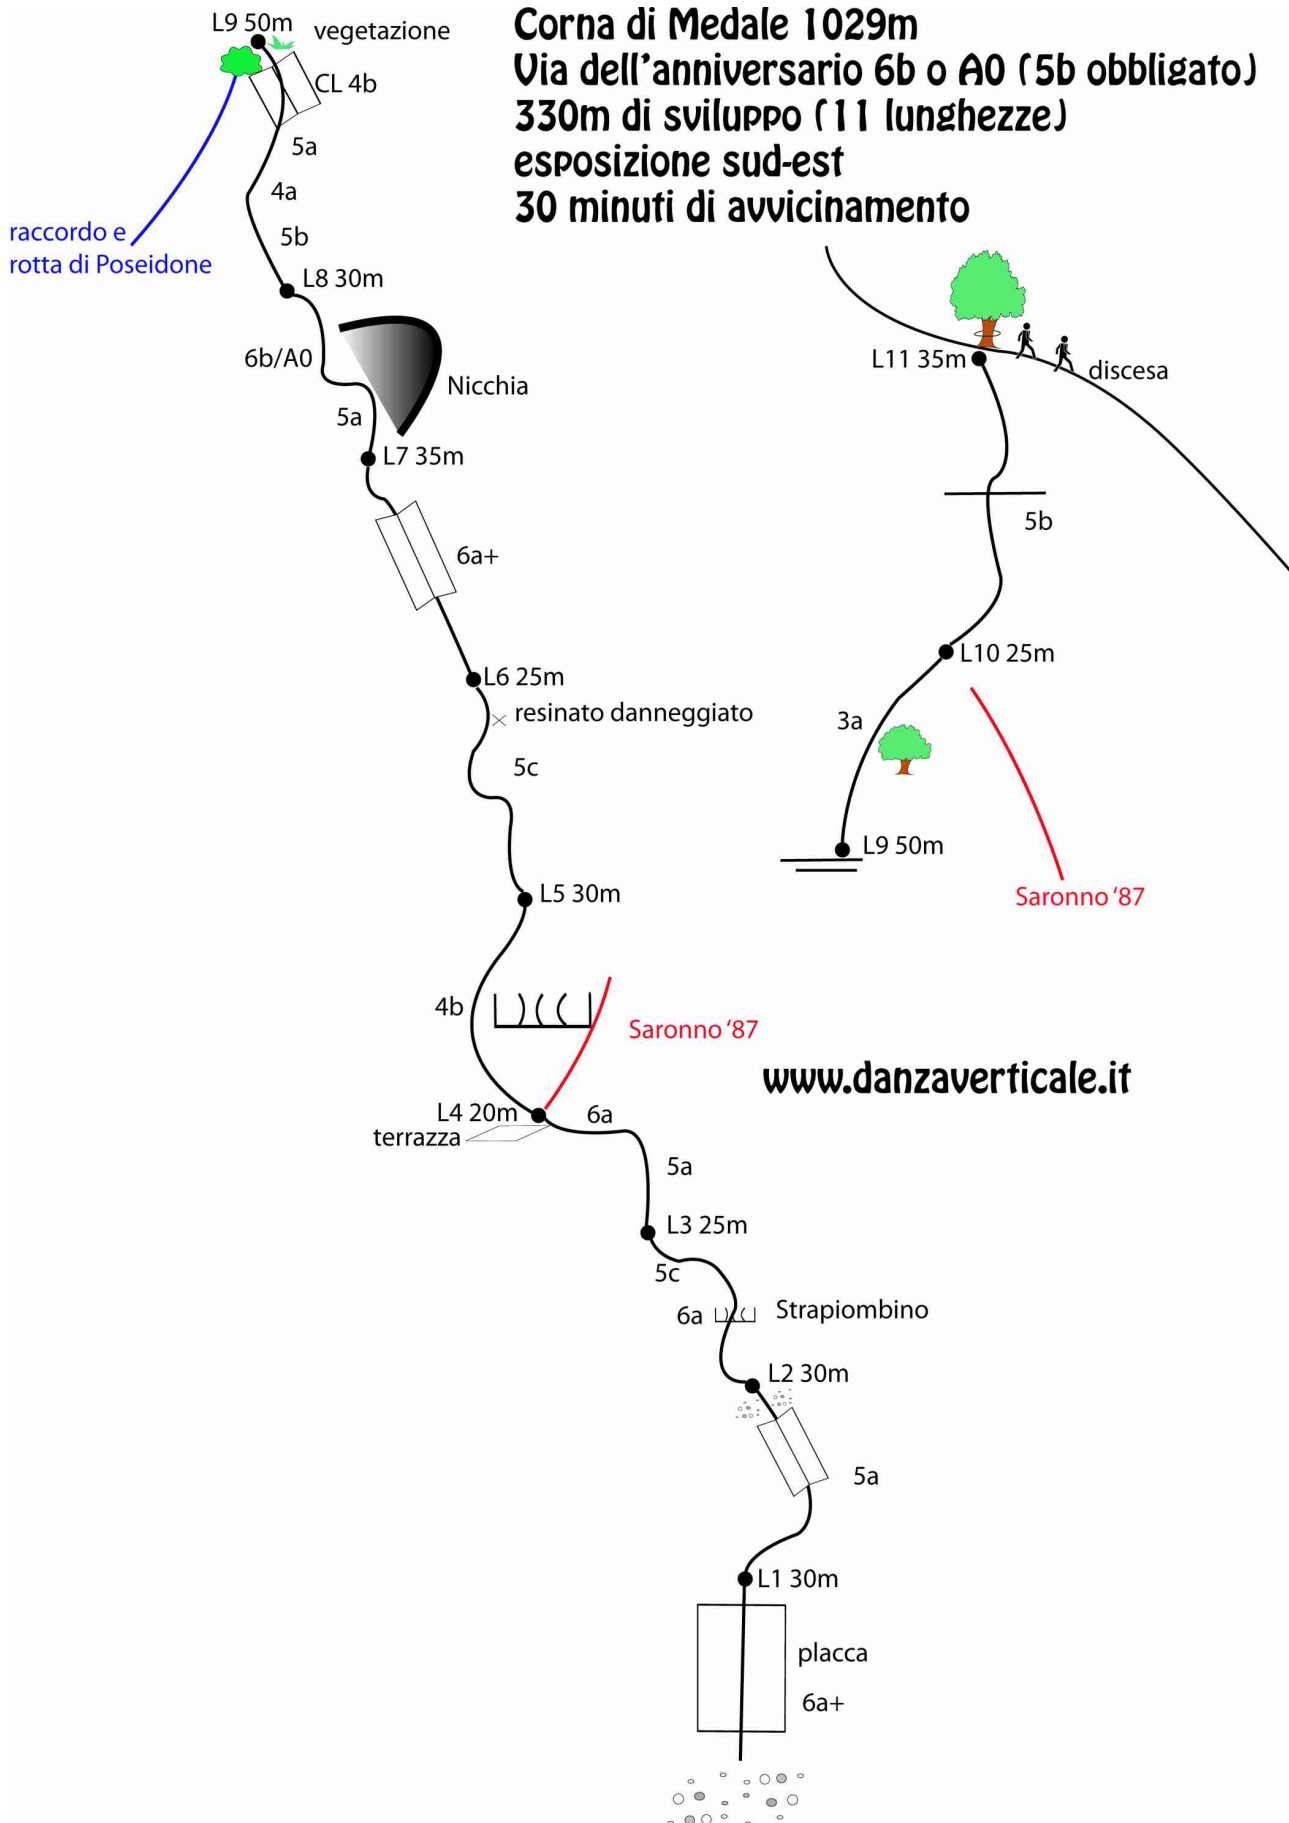 Corna di Medale 1029m
Via dell'anniversario 6b o A0 (5b obbligato)
330m di sviluppo (11 lunghezze)
esposizione sud-est
30 minuti di avvicinamento
L9 50m
vegetazione
CL 4b
5a
4a
5b
raccordo e
rotta di Poseidone
L8 30m
6b/A0
Nicchia
5a
L7 35m
6a+
L6 25m
resinato danneggiato
5c
L5 30m
4b
Saronno '87
L4 20m
terrazza
6a
5a
L3 25m
5c
6a
Strapiombino
L2 30m
5a
L1 30m
placca
6a+
L11 35m
discesa
5b
L10 25m
3a
L9 50m
Saronno '87
www.danzaverticale.it